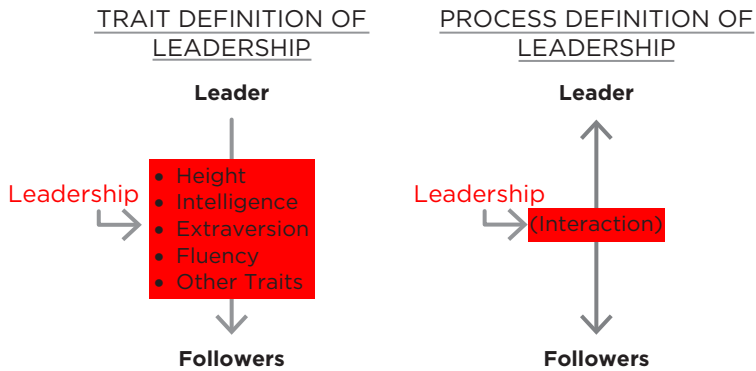 TRAIT DEFINITION OF
LEADERSHIP
Leader
Leadership
• Height
• Intelligence
• Extraversion
• Fluency
• Other Traits
Followers
PROCESS DEFINITION OF
LEADERSHIP
Leader
Leadership
(Interaction)
Followers